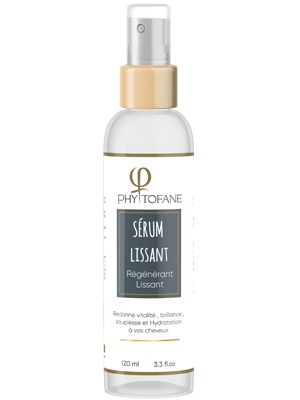 PHYTOFANE
SÉRUM
LISSANT
Régénérant
Lissant
Redonne vitalité , brillance ,
souplesse et Hydratation
à vos cheveux
120 ml 3.3 fl.oz